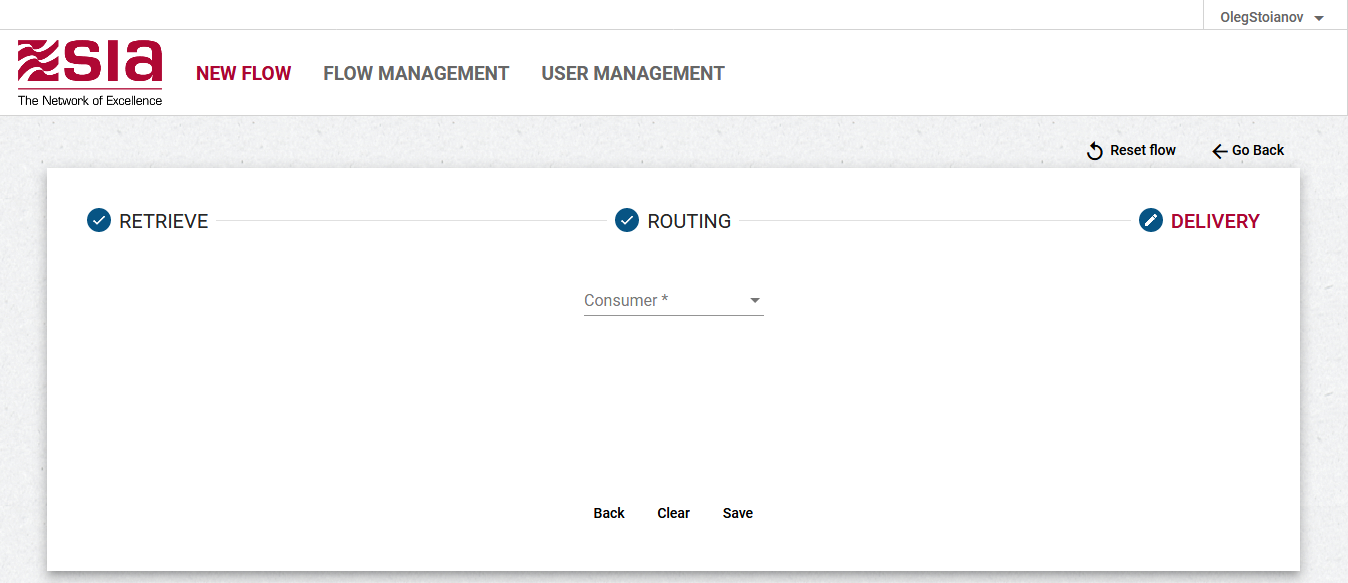 OlegStoianov
sia
The Network of Excellence
NEW FLOW FLOW MANAGEMENT USER MANAGEMENT
Reset flow Go Back
RETRIEVE ROUTING DELIVERY
Consumer *
Back Clear Save